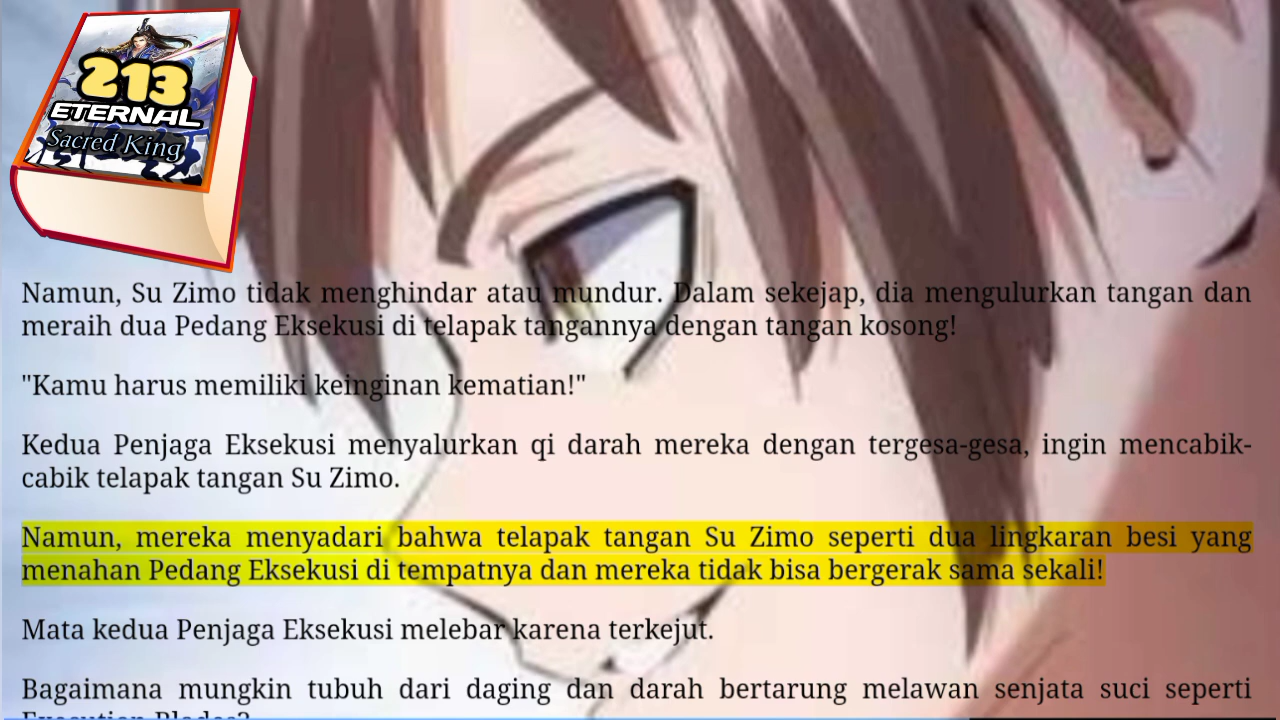 213
ETERNAL
Sacred King
Namun, Su Zimo tidak menghindar atau mundur. Dalam sekejap, dia mengulurkan tangan dan
meraih dua Pedang Eksekusi di telapak tangannya dengan tangan kosong!
"Kamu harus memiliki keinginan kematian!"
Kedua Penjaga Eksekusi menyalurkan qi darah mereka dengan tergesa-gesa, ingin mencabik-
cabik telapak tangan Su Zimo.
Namun, mereka menyadari bahwa telapak tangan Su Zimo seperti dua lingkaran besi yang
menahan Pedang Eksekusi di tempatnya dan mereka tidak bisa bergerak sama sekali!
Mata kedua Penjaga Eksekusi melebar karena terkejut.
Bagaimana mungkin tubuh dari daging dan darah bertarung melawan senjata suci seperti
Execution Blades?